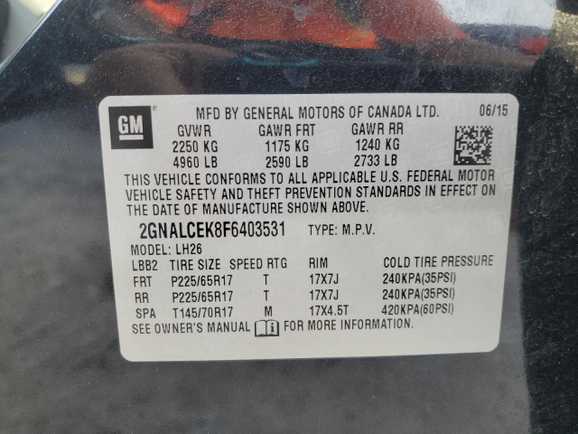 GM MFD BY GENERAL MOTORS OF CANADA LTD. 06/15
GVWR GAWR FRT GAWR RR
2250 KG 1175 KG 1240 KG
4960 LB 2590 LB 2733 LB
THIS VEHICLE CONFORMS TO ALL APPLICABLE U.S. FEDERAL MOTOR
VEHICLE SAFETY AND THEFT PREVENTION STANDARDS IN EFFECT ON
THE DATE OF MANUFACTURE SHOWN ABOVE.
2GNALCEK8F6403531 TYPE: M.P.V.
MODEL: LH26
LBB2 TIRE SIZE SPEED RTG RIM COLD TIRE PRESSURE
FRT P225/65R17 T 17X7J 240KPA(35PSI)
RR P225/65R17 T 17X7J 240KPA(35PSI)
SPA T145/70R17 M 17X4.5T 420KPA(60PSI)
SEE OWNER'S MANUAL FOR MORE INFORMATION.